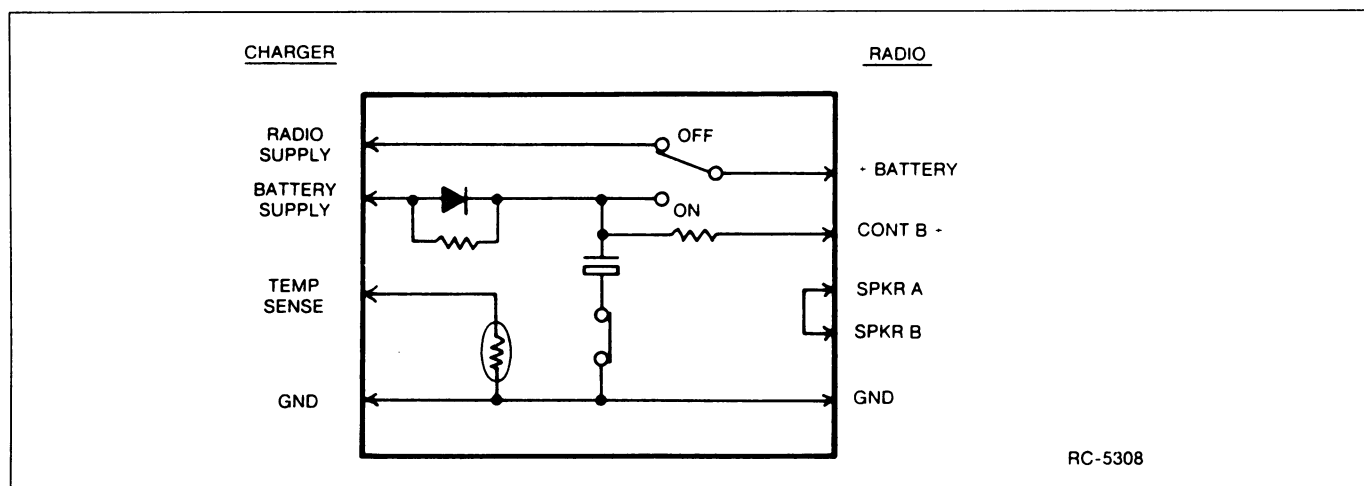 CHARGER
RADIO
RADIO
SUPPLY
OFF
+ BATTERY
BATTERY
SUPPLY
ON
CONT B +
TEMP
SENSE
SPKR A
SPKR B
GND
GND
RC-5308